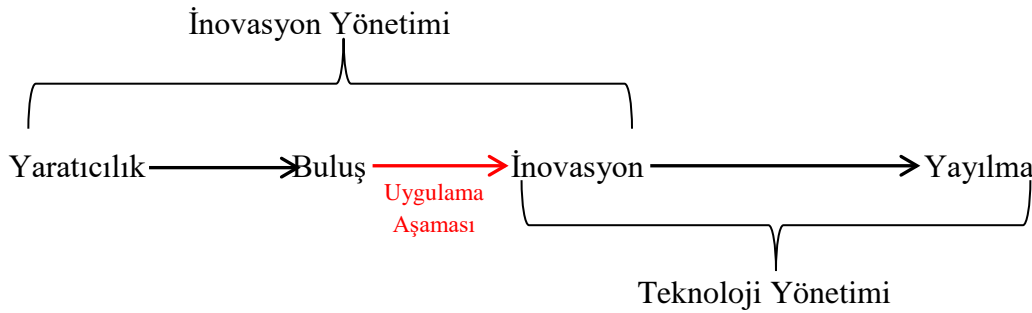 İnovasyon Yönetimi
Yaratıcılık Buluş İnovasyon Yayılma
Uygulama
Aşaması
Teknoloji Yönetimi